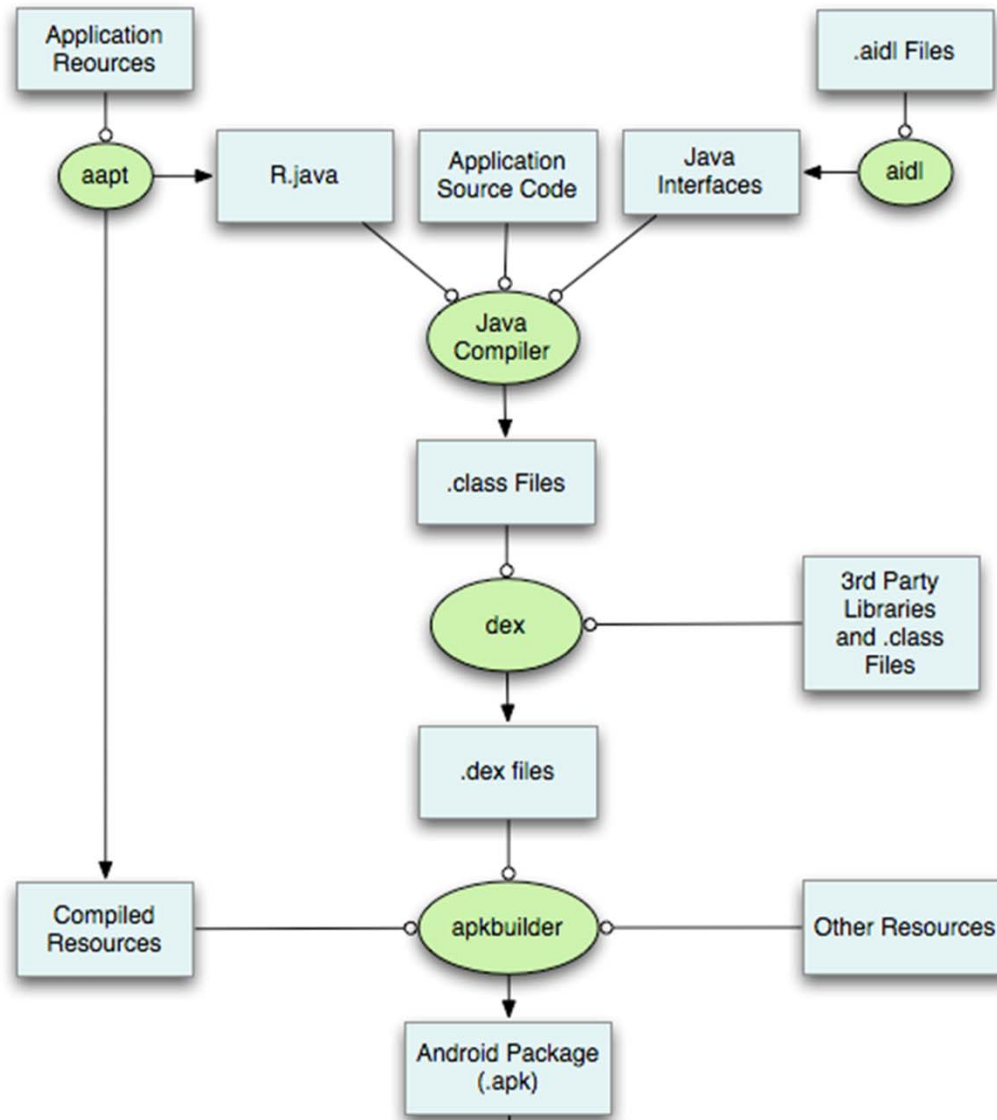 Application
Reources
.aidl Files
aapt
R.java
Application
Source Code
Java
Interfaces
aidl
Java
Compiler
.class Files
dex
3rd Party
Libraries
and .class
Files
.dex files
Compiled
Resources
apkbuilder
Other Resources
Android Package
(.apk)